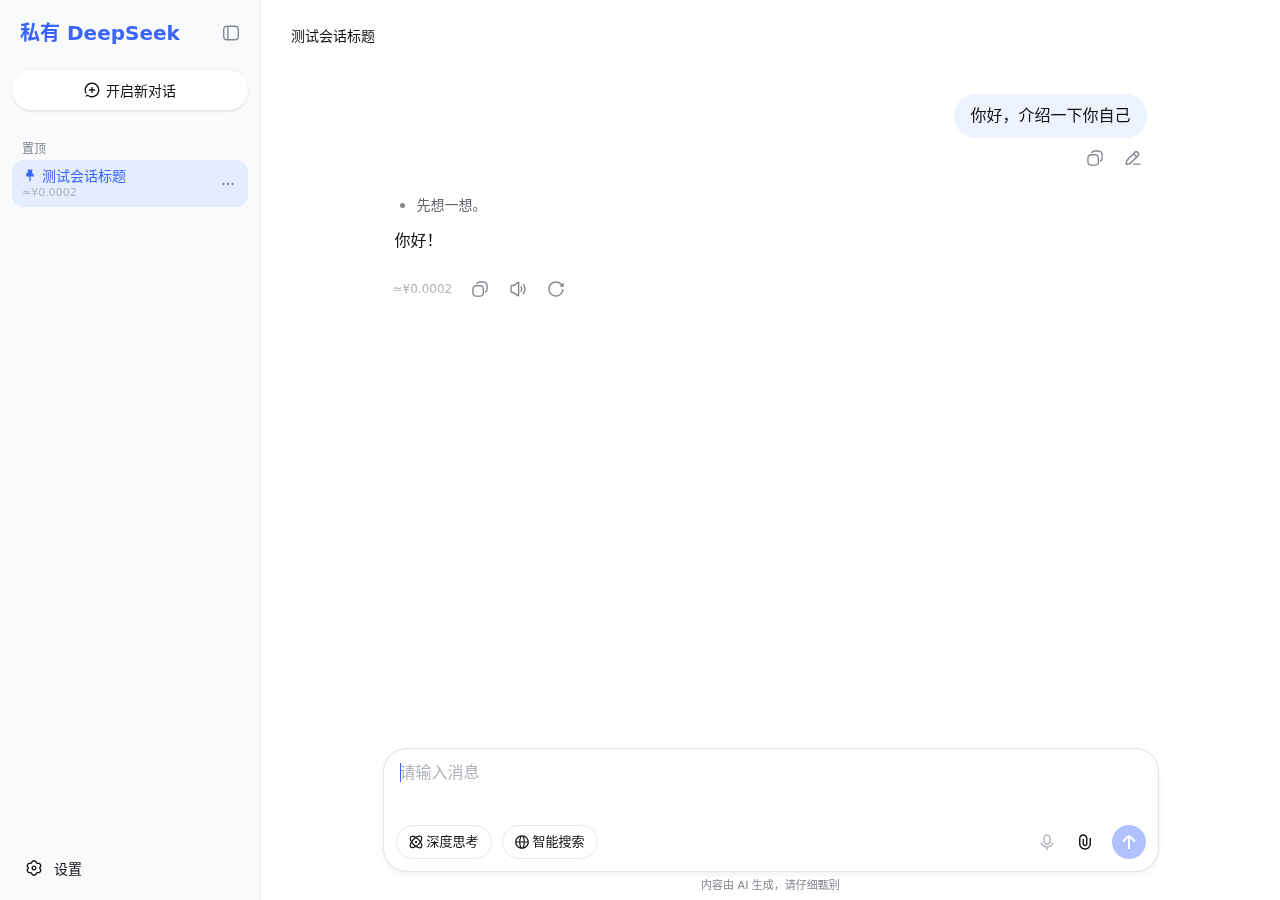 私有 DeepSeek
开启新对话
置顶
测试会话标题
≈¥0.0002
设置
测试会话标题
你好，介绍一下你自己
先想一想。
你好！
≈¥0.0002
请输入消息
深度思考
智能搜索
内容由 AI 生成，请仔细甄别